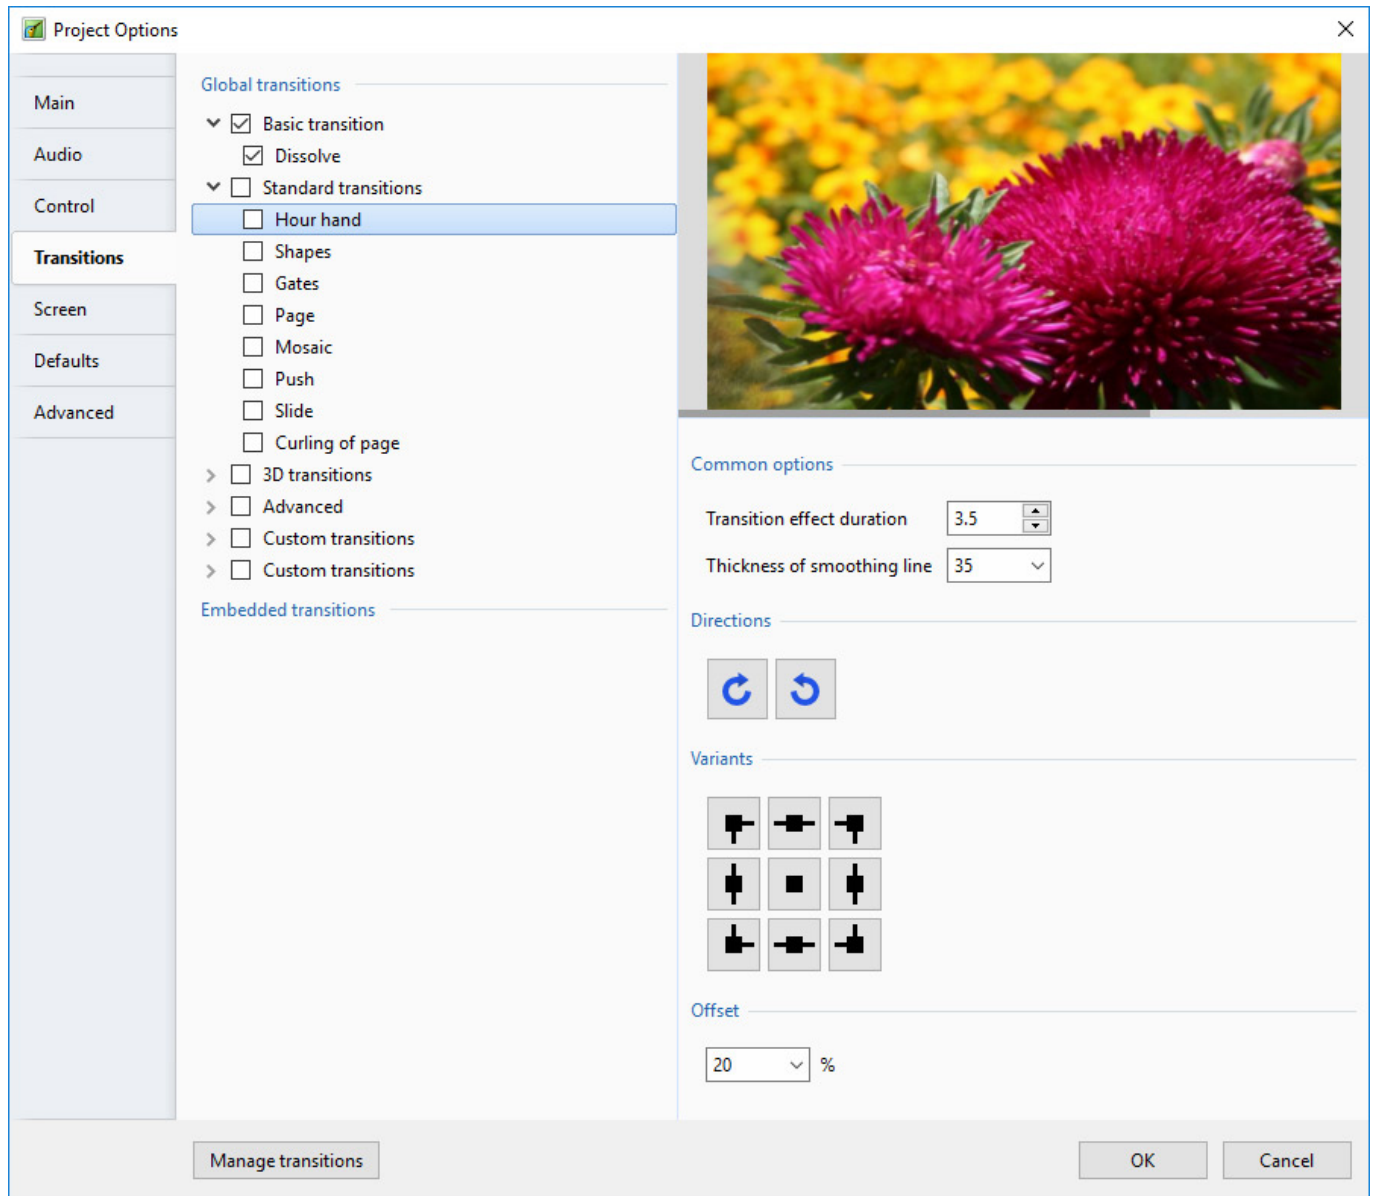 Project Options
Main
Audio
Control
Transitions
Screen
Defaults
Advanced
Global transitions
Basic transition
Dissolve
Standard transitions
Hour hand
Shapes
Gates
Page
Mosaic
Push
Slide
Curling of page
3D transitions
Advanced
Custom transitions
Custom transitions
Embedded transitions
Common options
Transition effect duration 3.5
Thickness of smoothing line 35
Directions
Variants
Offset
20 %
Manage transitions
OK
Cancel